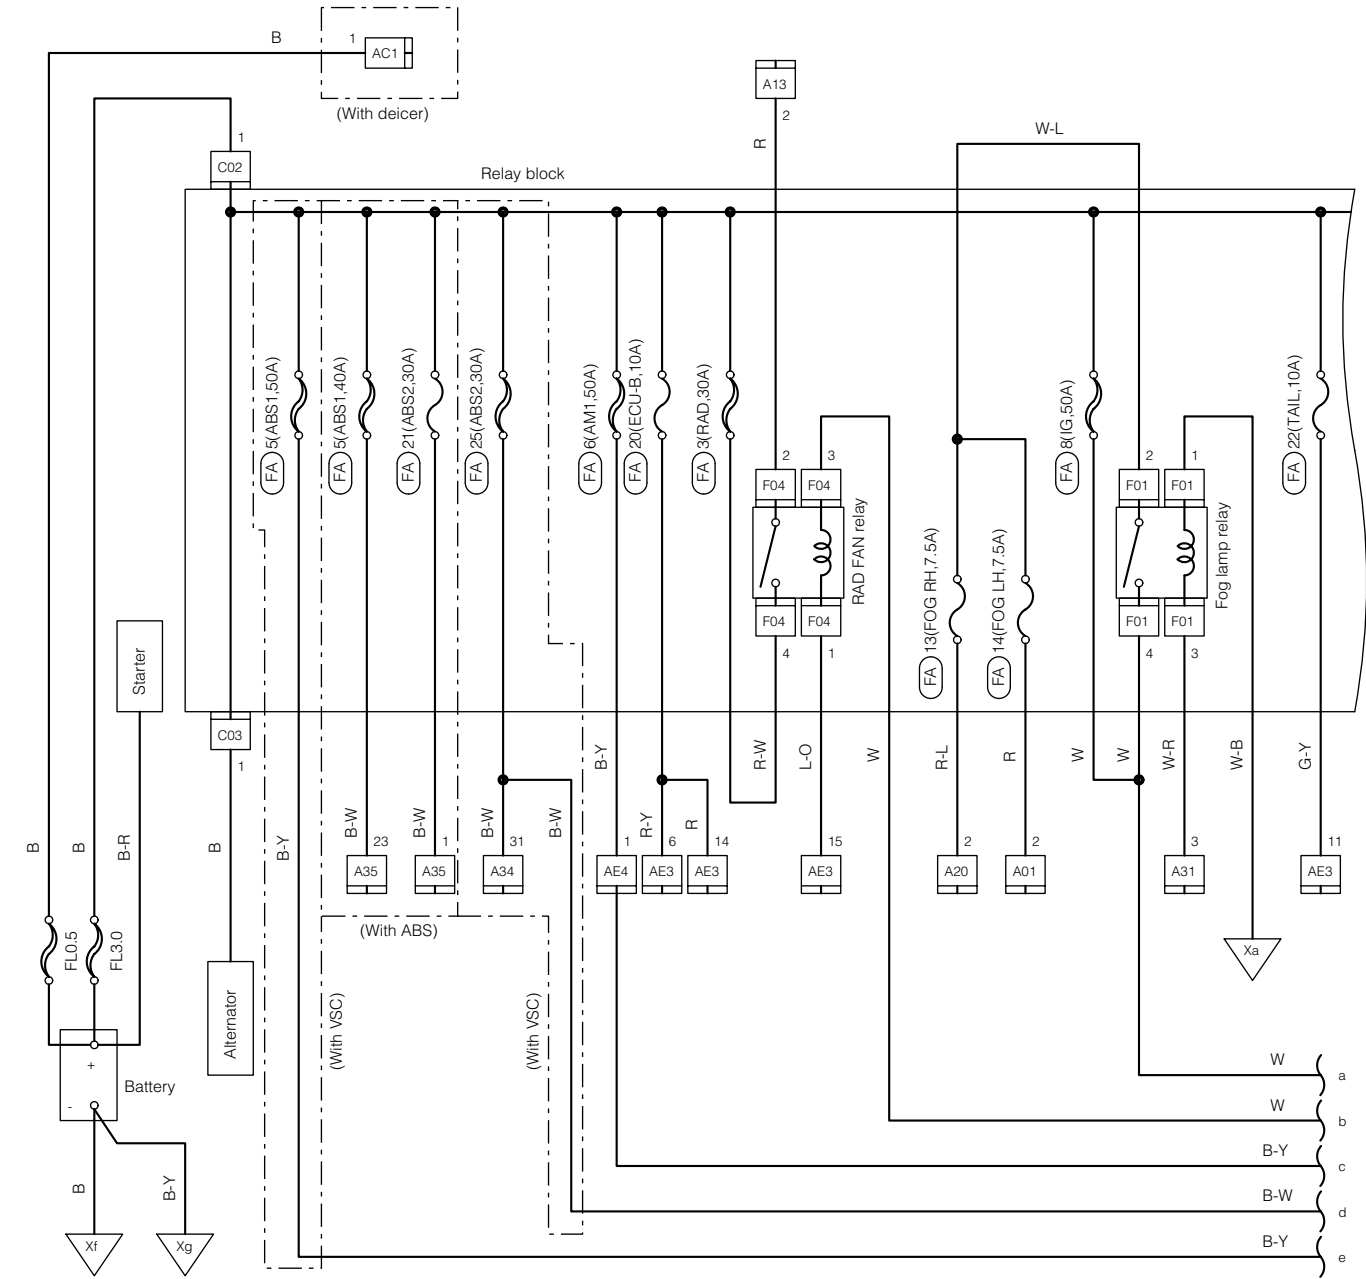 B
1
AC1
(With deicer)
A13
2
R
W-L
1
C02
Relay block
FA 5(ABS1,50A)
FA 5(ABS1,40A)
FA 21(ABS2,30A)
FA 25(ABS2,30A)
FA 6(AM1,50A)
FA 20(ECU-B,10A)
FA 3(RAD,30A)
FA 8(IG,50A)
FA 22(TAIL,10A)
2
3
F04
F04
RAD FAN relay
F04
F04
4
1
FA 13(FOG RH,7.5A)
FA 14(FOG LH,7.5A)
2
1
F01
F01
Fog lamp relay
F01
F01
4
3
Starter
C03
1
B
B
B-R
B
B-Y
B-W
B-W
B-W
B-W
B-Y
R-Y
R
R-W
L-O
W
R-L
R
W
W
W-R
W-B
G-Y
23
1
31
1
6
14
15
2
2
3
11
A35
A35
A34
AE4
AE3
AE3
AE3
A20
A01
A31
AE3
(With ABS)
FL0.5
FL3.0
Xa
Alternator
(With VSC)
(With VSC)
+
-
Battery
B
B-Y
Xf
Xg
W
a
W
b
B-Y
c
B-W
d
B-Y
e